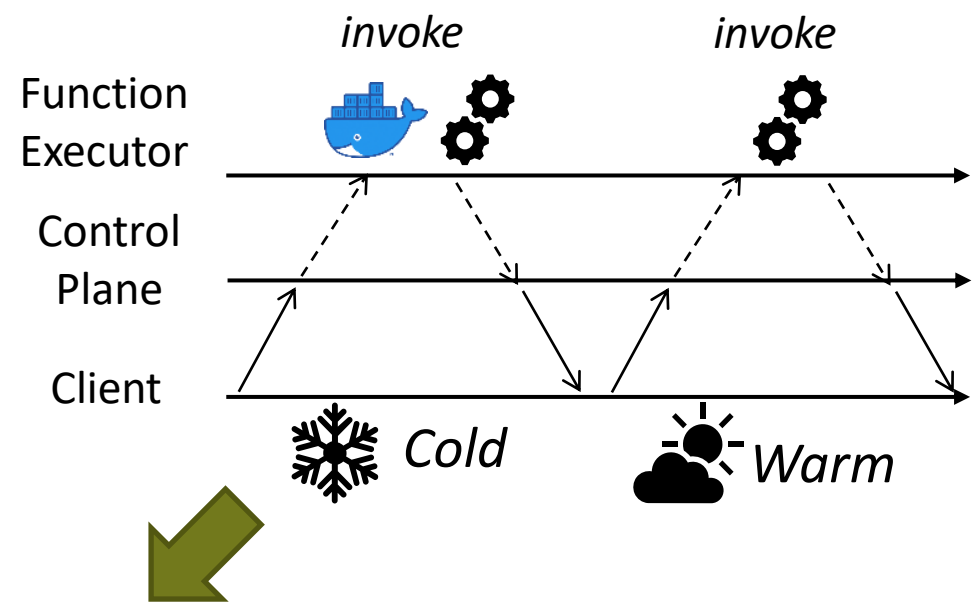 invoke
invoke
Function
Executor
Control
Plane
Client
Cold
Warm